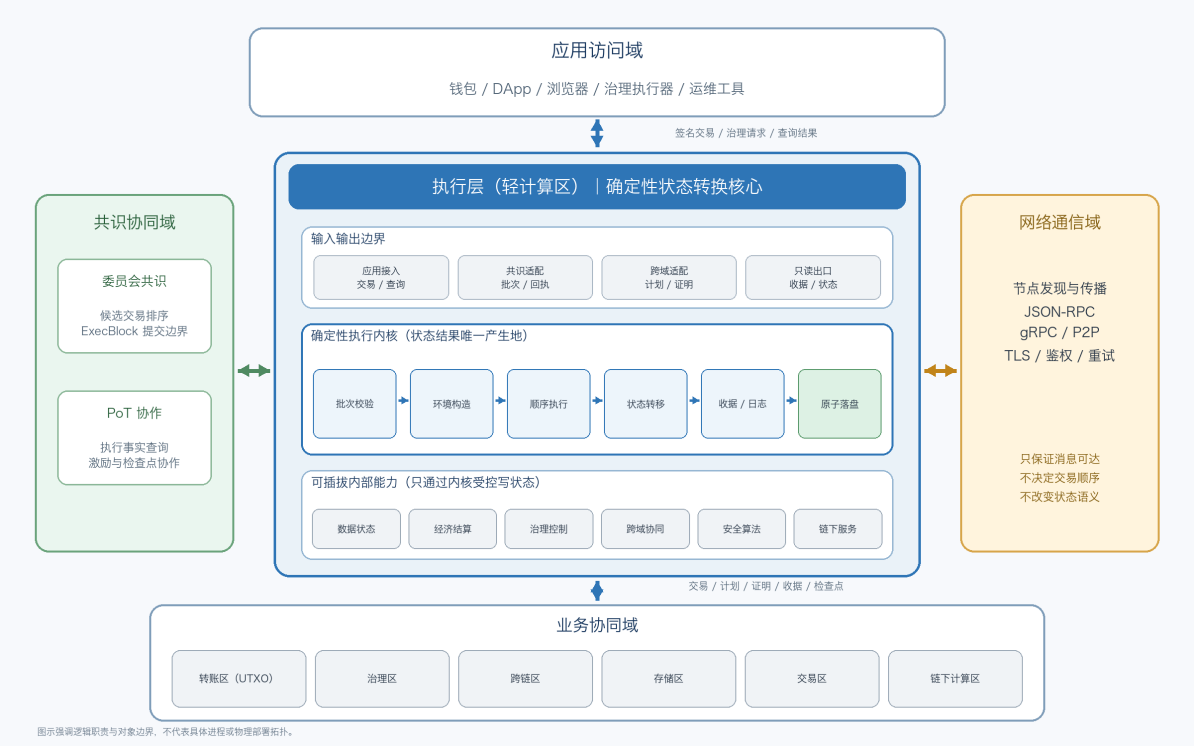 应用访问域
钱包 / DApp / 浏览器 / 治理执行器 / 运维工具
签名交易 / 治理请求 / 查询结果
执行层（轻计算区）｜确定性状态转换核心
共识协同域
委员会共识
候选交易排序
ExecBlock 提交边界
PoT 协作
执行事实查询
激励与检查点协作
输入输出边界
应用接入
交易 / 查询
共识适配
批次 / 回执
跨域适配
计划 / 证明
只读出口
收据 / 状态
确定性执行内核（状态结果唯一产生地）
批次校验
环境构造
顺序执行
状态转移
收据 / 日志
原子落盘
可插拔内部能力（只通过内核受控写状态）
数据状态
经济结算
治理控制
跨域协同
安全算法
链下服务
网络通信域
节点发现与传播
JSON-RPC
gRPC / P2P
TLS / 鉴权 / 重试
只保证消息可达
不决定交易顺序
不改变状态语义
交易 / 计划 / 证明 / 收据 / 检查点
业务协同域
转账区（UTXO）
治理区
跨链区
存储区
交易区
链下计算区
图示强调逻辑职责与对象边界，不代表具体进程或物理部署拓扑。